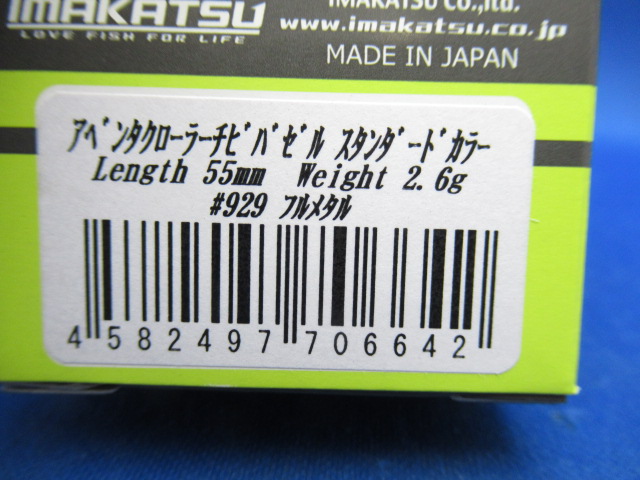 IMAKATSU
LOVE FISH FOR LIFE
IMAKATSU CO.,ltd.
www.imakatsu.co.jp
MADE IN JAPAN
ｱﾍﾞﾝﾀｸﾛｰﾗｰﾁﾋﾞﾊﾞｾﾞﾙ ｽﾀﾝﾀﾞｰﾄﾞｶﾗｰ
Length 55mm Weight 2.6g
#929 ﾌﾙﾒﾀﾙ
4 582497 706642